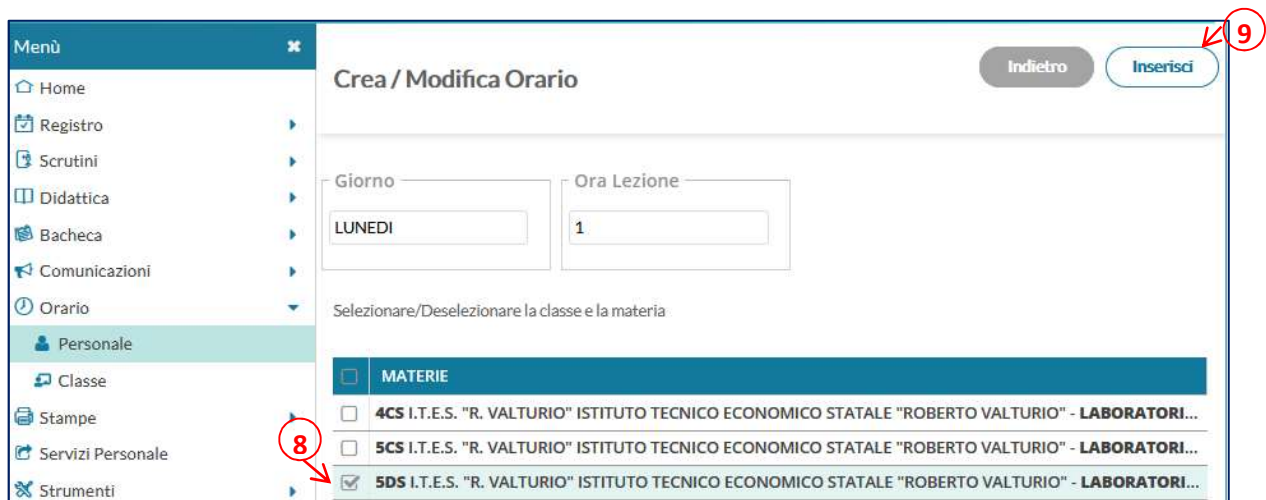 Menù
Home
Registro
Scrutini
Didattica
Bacheca
Comunicazioni
Orario
Personale
Classe
Stampe
Servizi Personale
Strumenti
Crea / Modifica Orario
Indietro
Inserisci
9
Giorno
Ora Lezione
LUNEDI
1
Selezionare/Deselezionare la classe e la materia
MATERIE
4CS I.T.E.S. "R. VALTURIO" ISTITUTO TECNICO ECONOMICO STATALE "ROBERTO VALTURIO" - LABORATORI...
5CS I.T.E.S. "R. VALTURIO" ISTITUTO TECNICO ECONOMICO STATALE "ROBERTO VALTURIO" - LABORATORI...
8
5DS I.T.E.S. "R. VALTURIO" ISTITUTO TECNICO ECONOMICO STATALE "ROBERTO VALTURIO" - LABORATORI...